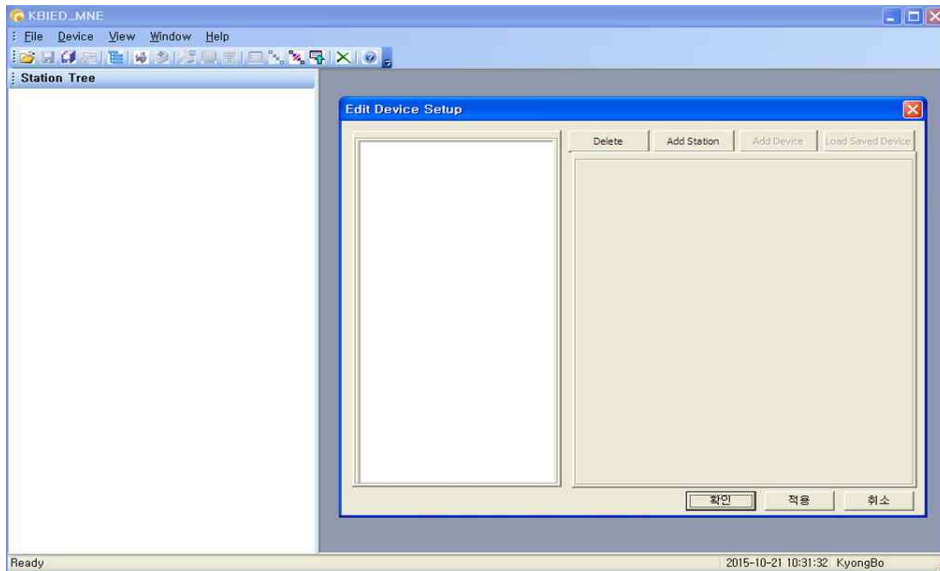 KBIED_MNE
File Device View Window Help
Station Tree
Edit Device Setup
Delete Add Station Add Device Load Saved Device
확인 적용 취소
Ready 2015-10-21 10:31:32 KyongBo